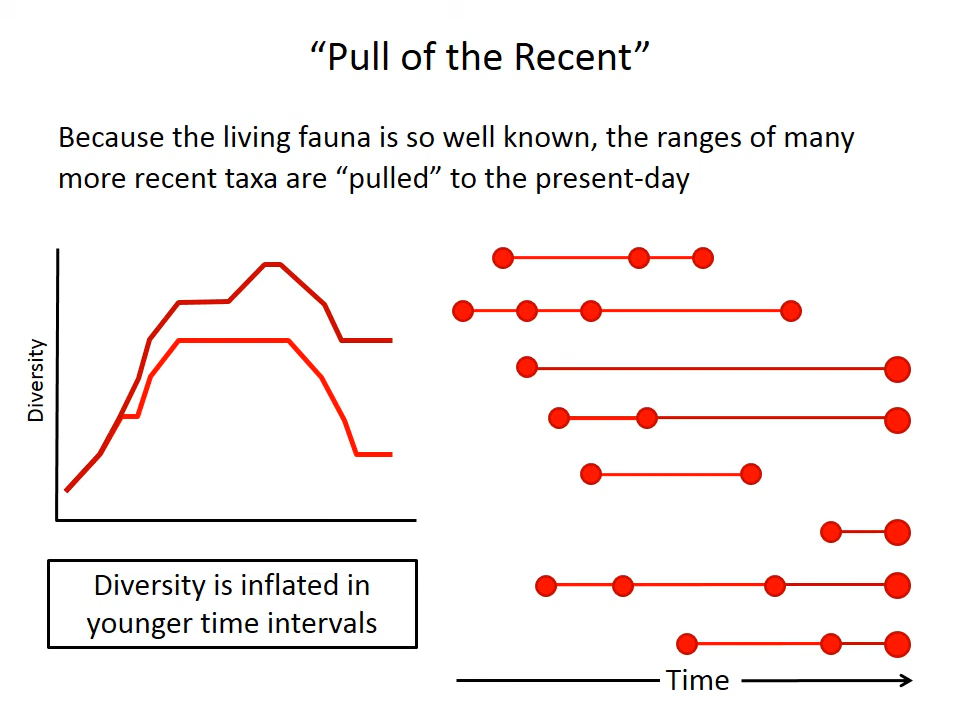 “Pull of the Recent”
Because the living fauna is so well known, the ranges of many
more recent taxa are “pulled” to the present-day
Diversity
Diversity is inflated in
younger time intervals
Time